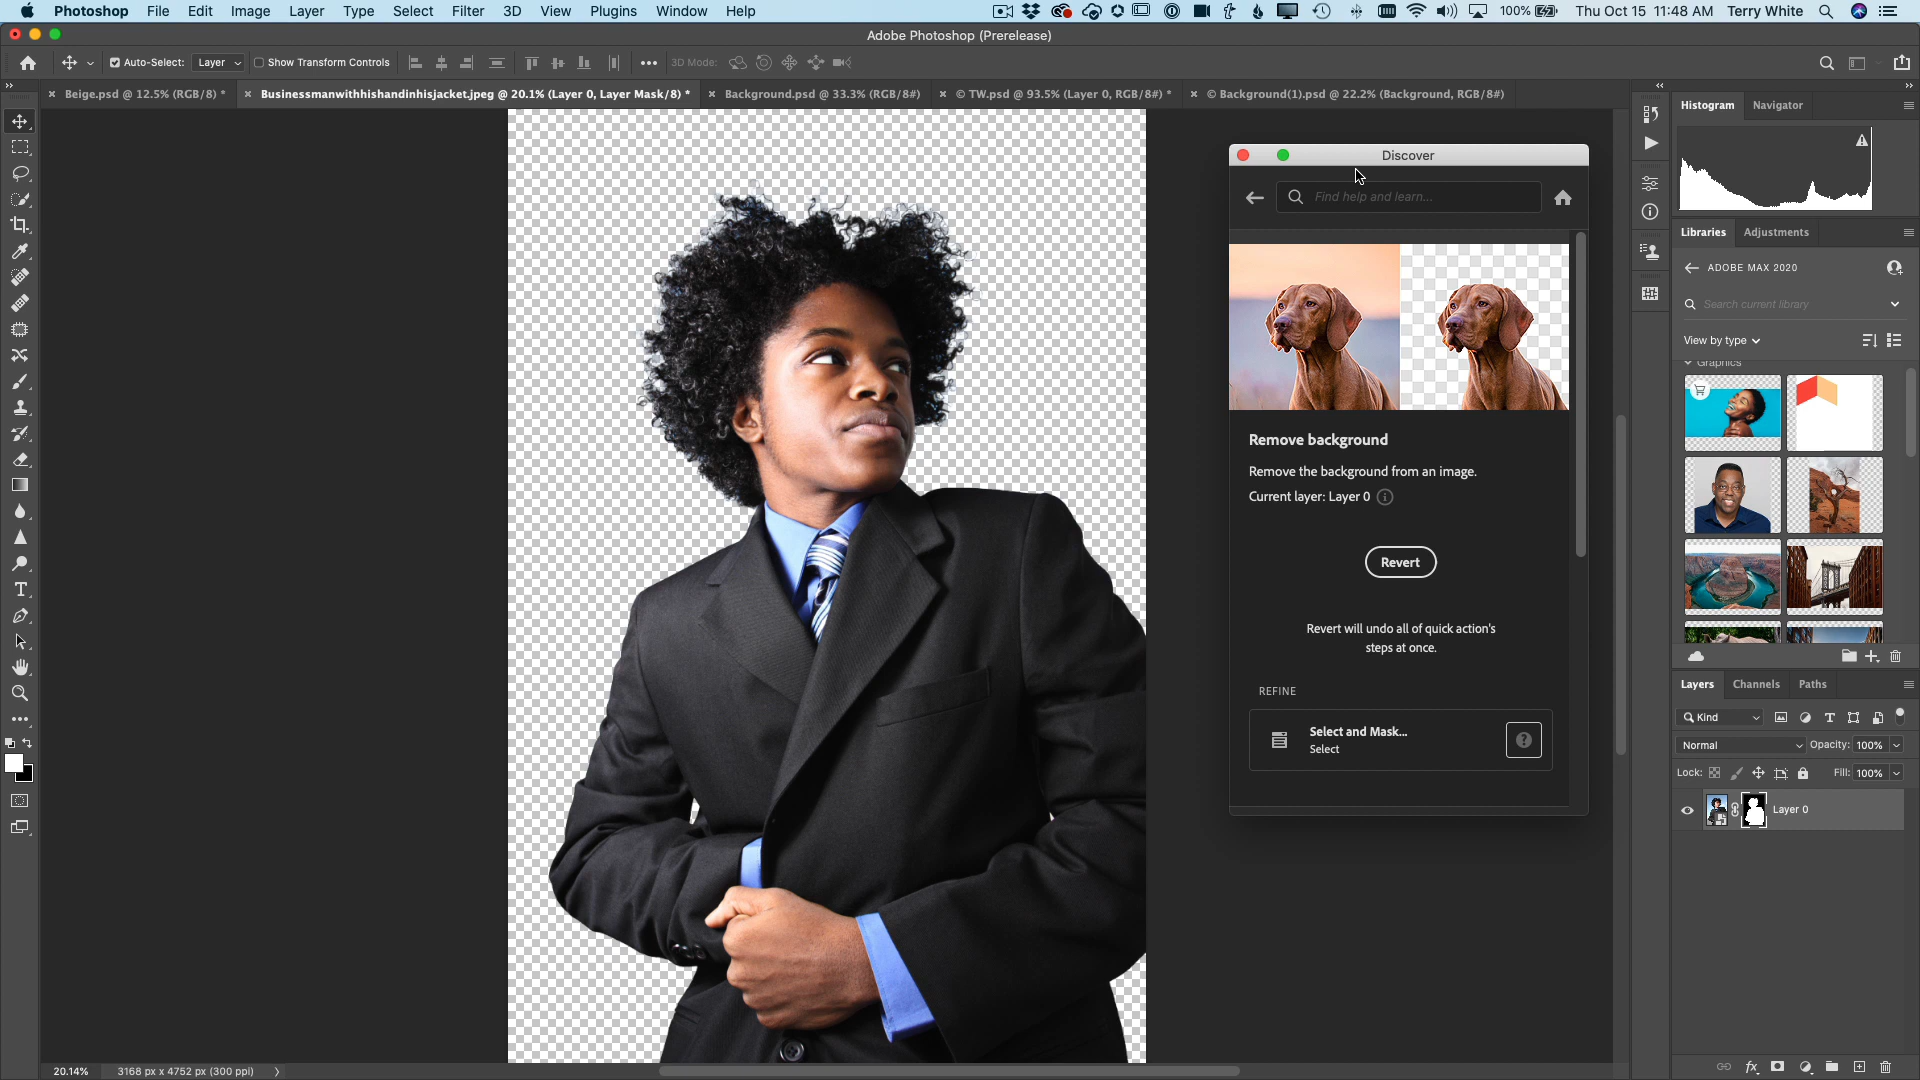 Photoshop File Edit Image Layer Type Select Filter 3D View Plugins Window Help 100% Thu Oct 15 11:48 AM Terry White
Adobe Photoshop (Prerelease)
Auto-Select: Layer Show Transform Controls 3D Mode:
Beige.psd @ 12.5% (RGB/8) * Businessmanwithhishandinhisjacket.jpeg @ 20.1% (Layer 0, Layer Mask/8) * Background.psd @ 33.3% (RGB/8#) © TW.psd @ 93.5% (Layer 0, RGB/8#) * © Background(1).psd @ 22.2% (Background, RGB/8#)
Histogram Navigator
Discover
Find help and learn...
Remove background
Remove the background from an image.
Current layer: Layer 0
Revert
Revert will undo all of quick action's
steps at once.
REFINE
Select and Mask...
Select
Libraries Adjustments
ADOBE MAX 2020
Search current library
View by type
Graphics
Layers Channels Paths
Kind
Normal Opacity: 100%
Lock: Fill: 100%
Layer 0
20.14% 3168 px x 4752 px (300 ppi)